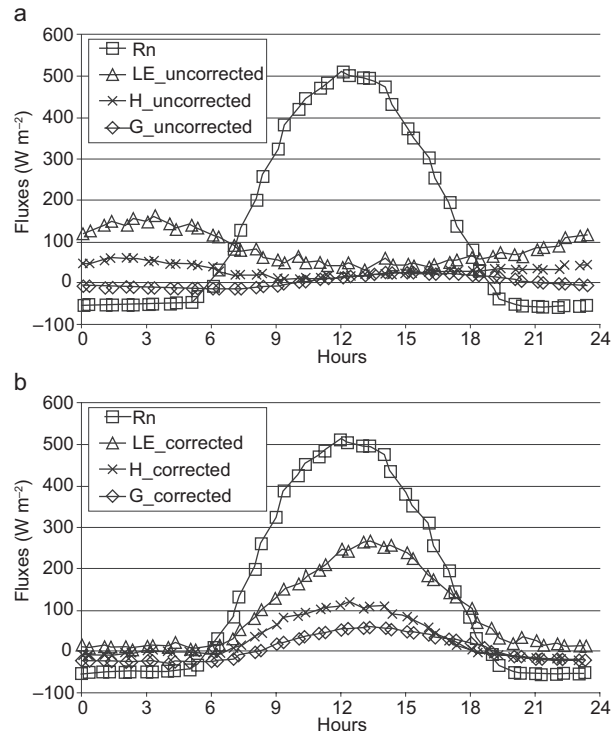 a
600
500
400
300
200
100
0
–100
Fluxes (W m–2)
Rn
LE_uncorrected
H_uncorrected
G_uncorrected
0 3 6 9 12 15 18 21 24
Hours
b
600
500
400
300
200
100
0
–100
Fluxes (W m–2)
Rn
LE_corrected
H_corrected
G_corrected
0 3 6 9 12 15 18 21 24
Hours